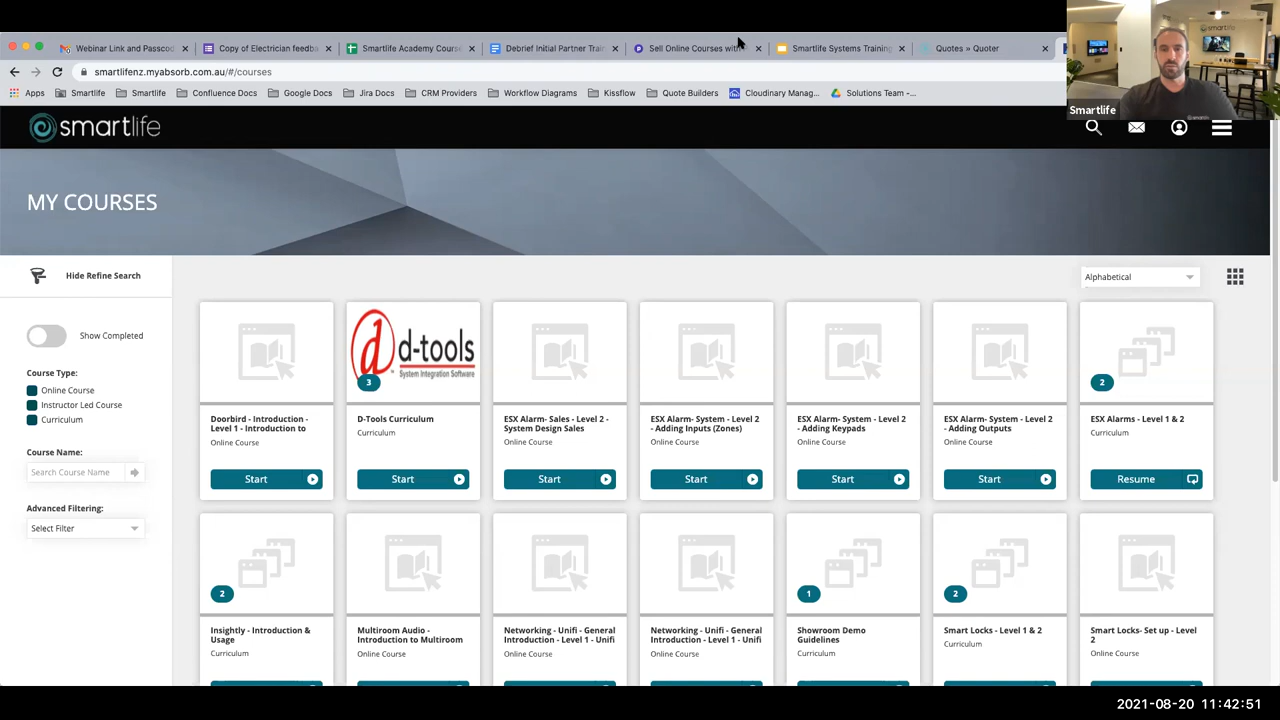 Webinar Link and Passcod
Copy of Electrician feedba
Smartlife Academy Course
Debrief Initial Partner Train
Sell Online Courses with
Smartlife Systems Training
Quotes » Quoter
smartlifenz.myabsorb.com.au/#/courses
Apps
Smartlife
Smartlife
Confluence Docs
Google Docs
Jira Docs
CRM Providers
Workflow Diagrams
Kissflow
Quote Builders
Cloudinary Manag...
Solutions Team -...
Smartlife
smartlife
MY COURSES
Hide Refine Search
Alphabetical
Show Completed
Course Type:
Online Course
Instructor Led Course
Curriculum
Course Name:
Search Course Name
Advanced Filtering:
Select Filter
Doorbird - Introduction -
Level 1 - Introduction to
Online Course
Start
d d-tools
System Integration Software
3
D-Tools Curriculum
Curriculum
Start
ESX Alarm- Sales - Level 2 -
System Design Sales
Online Course
Start
ESX Alarm- System - Level 2
- Adding Inputs (Zones)
Online Course
Start
ESX Alarm- System - Level 2
- Adding Keypads
Online Course
Start
ESX Alarm- System - Level 2
- Adding Outputs
Online Course
Start
2
ESX Alarms - Level 1 & 2
Curriculum
Resume
2
Insightly - Introduction &
Usage
Curriculum
Multiroom Audio -
Introduction to Multiroom
Online Course
Networking - Unifi - General
Introduction - Level 1 - Unifi
Online Course
Networking - Unifi - General
Introduction - Level 1 - Unifi
Online Course
1
Showroom Demo
Guidelines
Curriculum
2
Smart Locks - Level 1 & 2
Curriculum
Smart Locks- Set up - Level
2
Online Course
2021-08-20 11:42:51